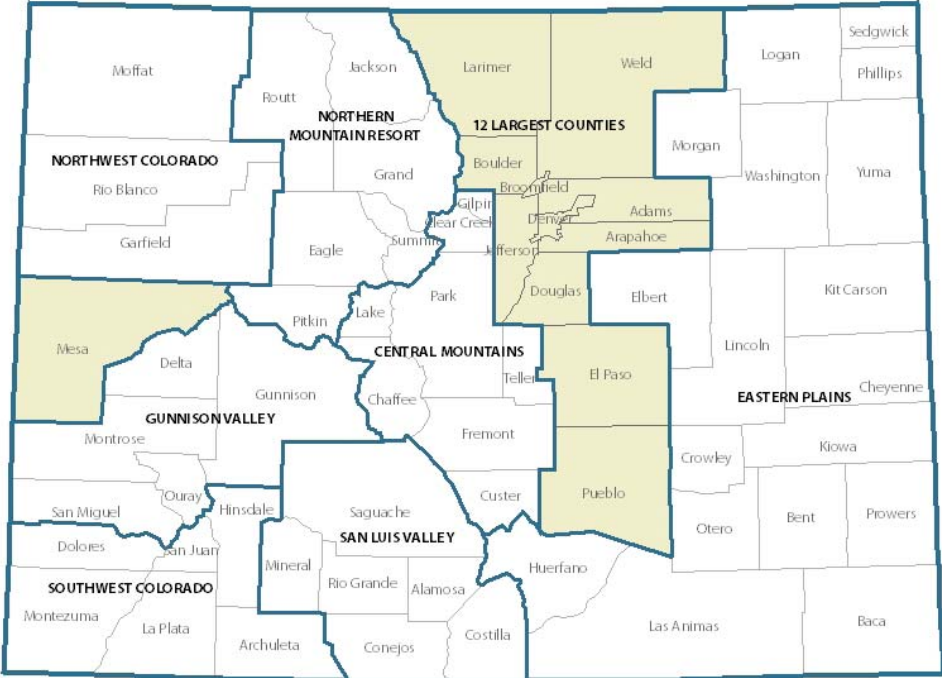 Sedgwick
Logan
Phillips
Moffat
Jackson
Larimer
Weld
Routt
NORTHERN
MOUNTAIN RESORT
12 LARGEST COUNTIES
Morgan
NORTHWEST COLORADO
Boulder
Washington
Yuma
Grand
Rio Blanco
Broomfield
Gilpin
Denver
Adams
Clear Creek
Garfield
Eagle
Summit
Jefferson
Arapahoe
Park
Douglas
Elbert
Kit Carson
Lake
Pitkin
Mesa
CENTRAL MOUNTAINS
Lincoln
Delta
Teller
El Paso
Gunnison
Chaffee
EASTERN PLAINS
Cheyenne
GUNNISON VALLEY
Montrose
Fremont
Kiowa
Crowley
Ouray
Custer
Pueblo
San Miguel
Hinsdale
Saguache
Otero
Bent
Prowers
SAN LUIS VALLEY
Dolores
San Juan
Mineral
Huerfano
SOUTHWEST COLORADO
Rio Grande
Alamosa
Montezuma
La Plata
Archuleta
Conejos
Costilla
Las Animas
Baca